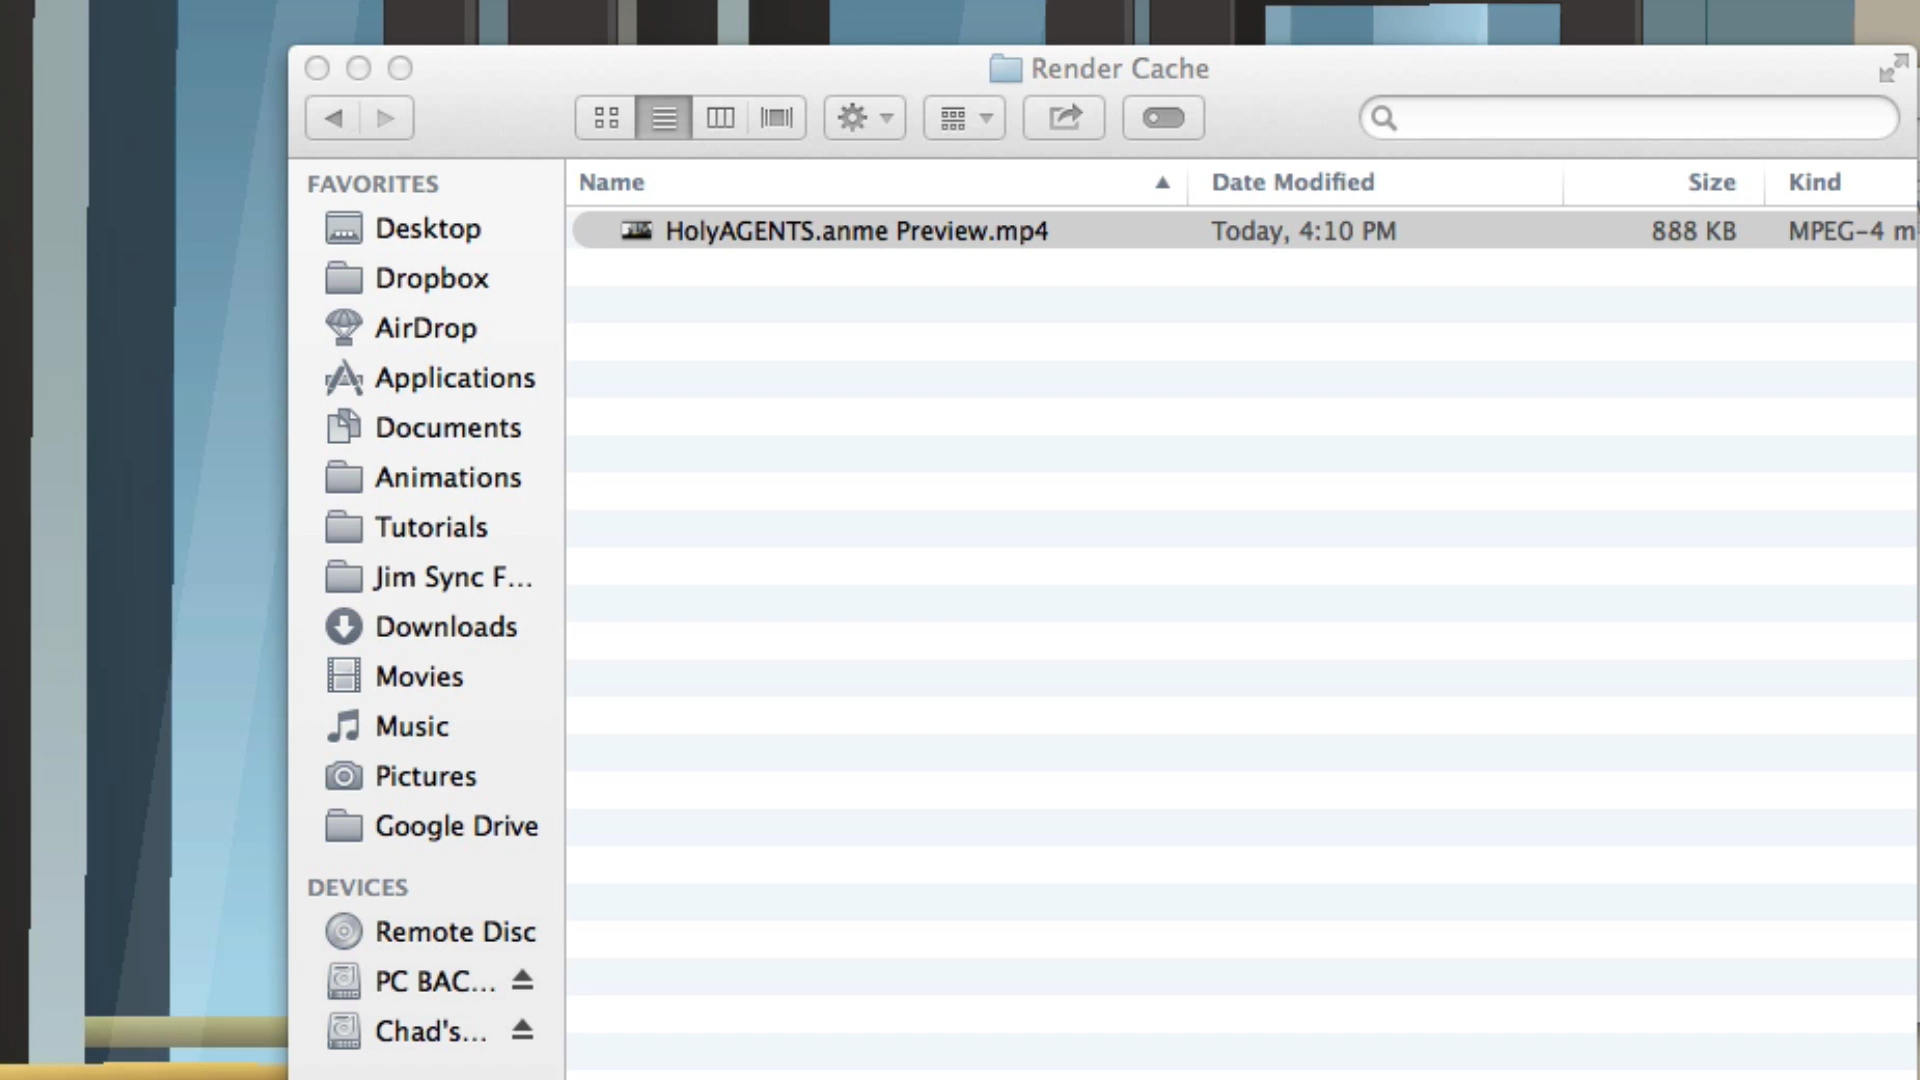 Render Cache
FAVORITES
Desktop
Dropbox
AirDrop
Applications
Documents
Animations
Tutorials
Jim Sync F...
Downloads
Movies
Music
Pictures
Google Drive
DEVICES
Remote Disc
PC BAC...
Chad's...
Name Date Modified Size Kind
HolyAGENTS.anme Preview.mp4 Today, 4:10 PM 888 KB MPEG-4 m